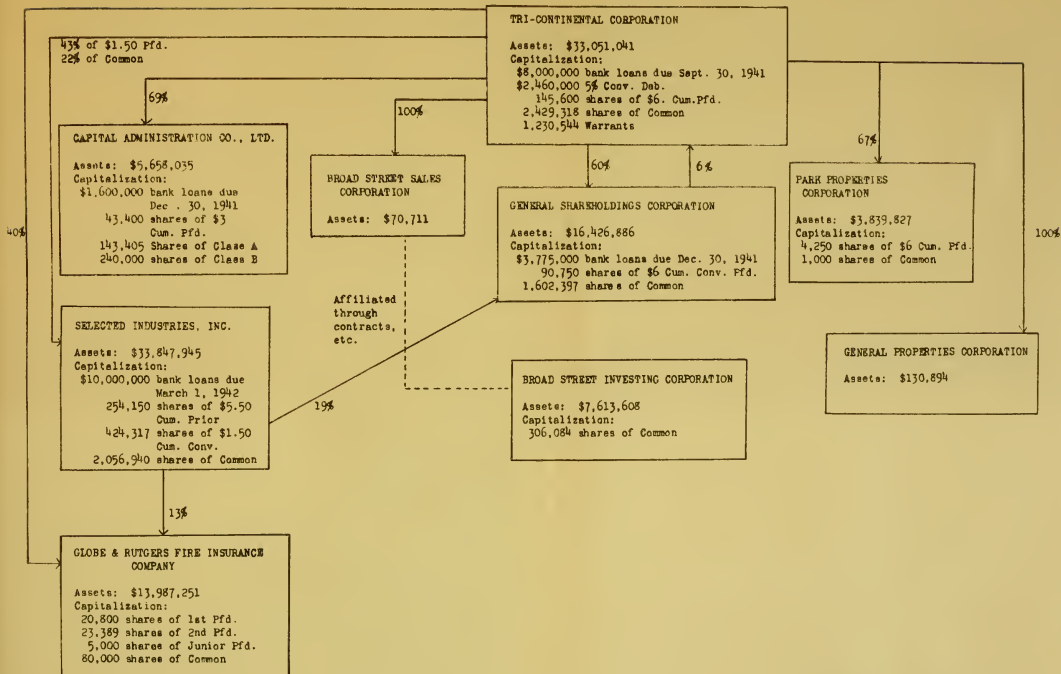 TRI-CONTINENTAL CORPORATION
Assets: $33,051,041
Capitalization:
$8,000,000 bank loans due Sept. 30, 1941
$2,460,000 5% Conv. Deb.
145,600 shares of $6. Cum.Pfd.
2,429,318 shares of Common
1,230,544 Warrants
43% of $1.50 Pfd.
22% of Common
69%
100%
60%
6%
67%
100%
40%
CAPITAL ADMINISTRATION CO., LTD.
Assets: $5,658,035
Capitalization:
$1,600,000 bank loans due
Dec . 30, 1941
43,400 shares of $3
Cum. Pfd.
143,405 Shares of Class A
240,000 shares of Class B
BROAD STREET SALES
CORPORATION
Assets: $70,711
GENERAL SHAREHOLDINGS CORPORATION
Assets: $16,426,886
Capitalization:
$3,775,000 bank loans due Dec. 30, 1941
90,750 shares of $6 Cum. Conv. Pfd.
1,602,397 shares of Common
PARK PROPERTIES
CORPORATION
Assets: $3,839,827
Capitalization:
4,250 shares of $6 Cum. Pfd.
1,000 shares of Common
Affiliated
through
contracts,
etc.
SELECTED INDUSTRIES, INC.
Assets: $33,847,945
Capitalization:
$10,000,000 bank loans due
March 1, 1942
254,150 shares of $5.50
Cum. Prior
424,317 shares of $1.50
Cum. Conv.
2,056,940 shares of Common
19%
BROAD STREET INVESTING CORPORATION
Assets: $7,613,608
Capitalization:
306,084 shares of Common
GENERAL PROPERTIES CORPORATION
Assets: $130,894
13%
GLOBE & RUTGERS FIRE INSURANCE
COMPANY
Assets: $13,987,251
Capitalization:
20,800 shares of 1st Pfd.
23,389 shares of 2nd Pfd.
5,000 shares of Junior Pfd.
80,000 shares of Common